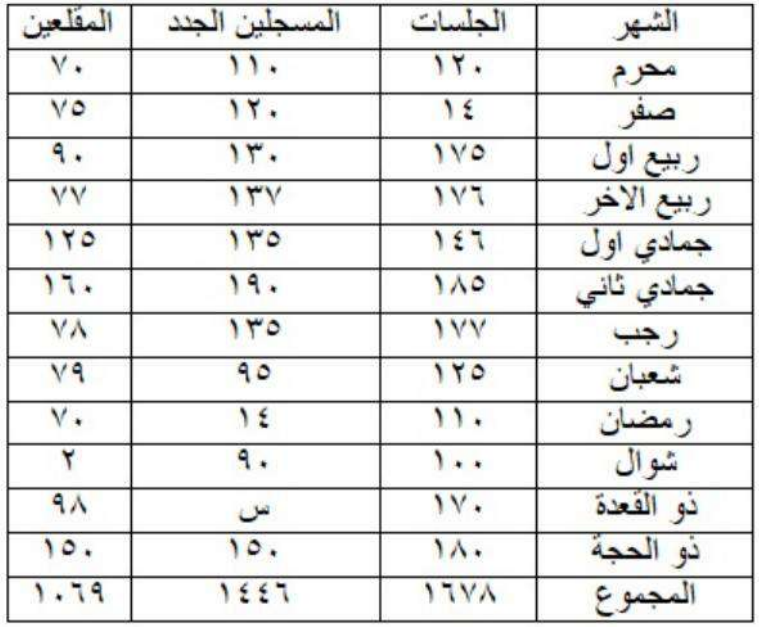 الشهر الجلسات المسجلين الجدد المقلعين
محرم ١٢٠ ١١٠ ٧٠
صفر ١٤ ١٢٠ ٧٥
ربيع اول ١٧٥ ١٣٠ ٩٠
ربيع الاخر ١٧٦ ١٣٧ ٧٧
جمادي اول ١٤٦ ١٣٥ ١٢٥
جمادي ثاني ١٨٥ ١٩٠ ١٦٠
رجب ١٧٧ ١٣٥ ٧٨
شعبان ١٢٥ ٩٥ ٧٩
رمضان ١١٠ ١٤ ٧٠
شوال ١٠٠ ٩٠ ٢
ذو القعدة ١٧٠ س ٩٨
ذو الحجة ١٨٠ ١٥٠ ١٥٠
المجموع ١٦٧٨ ١٤٤٦ ١٠٦٩